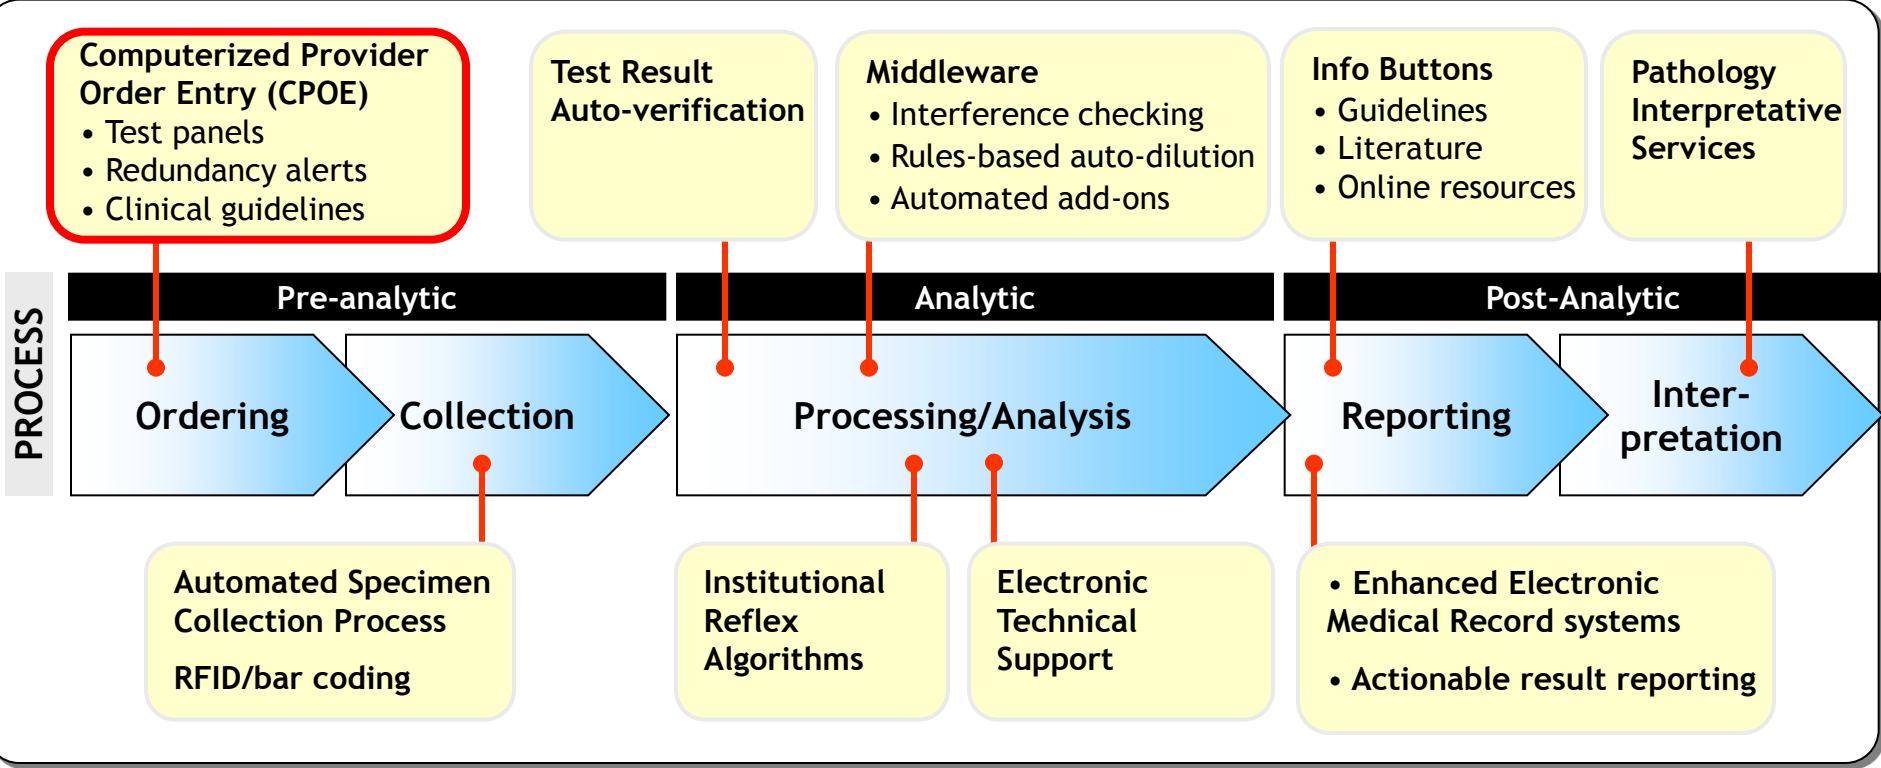 Computerized Provider
Order Entry (CPOE)
• Test panels
• Redundancy alerts
• Clinical guidelines
Test Result
Auto-verification
Middleware
• Interference checking
• Rules-based auto-dilution
• Automated add-ons
Info Buttons
• Guidelines
• Literature
• Online resources
Pathology
Interpretative
Services
PROCESS
Pre-analytic
Analytic
Post-Analytic
Ordering
Collection
Processing/Analysis
Reporting
Inter-
pretation
Automated Specimen
Collection Process
RFID/bar coding
Institutional
Reflex
Algorithms
Electronic
Technical
Support
• Enhanced Electronic
Medical Record systems
• Actionable result reporting